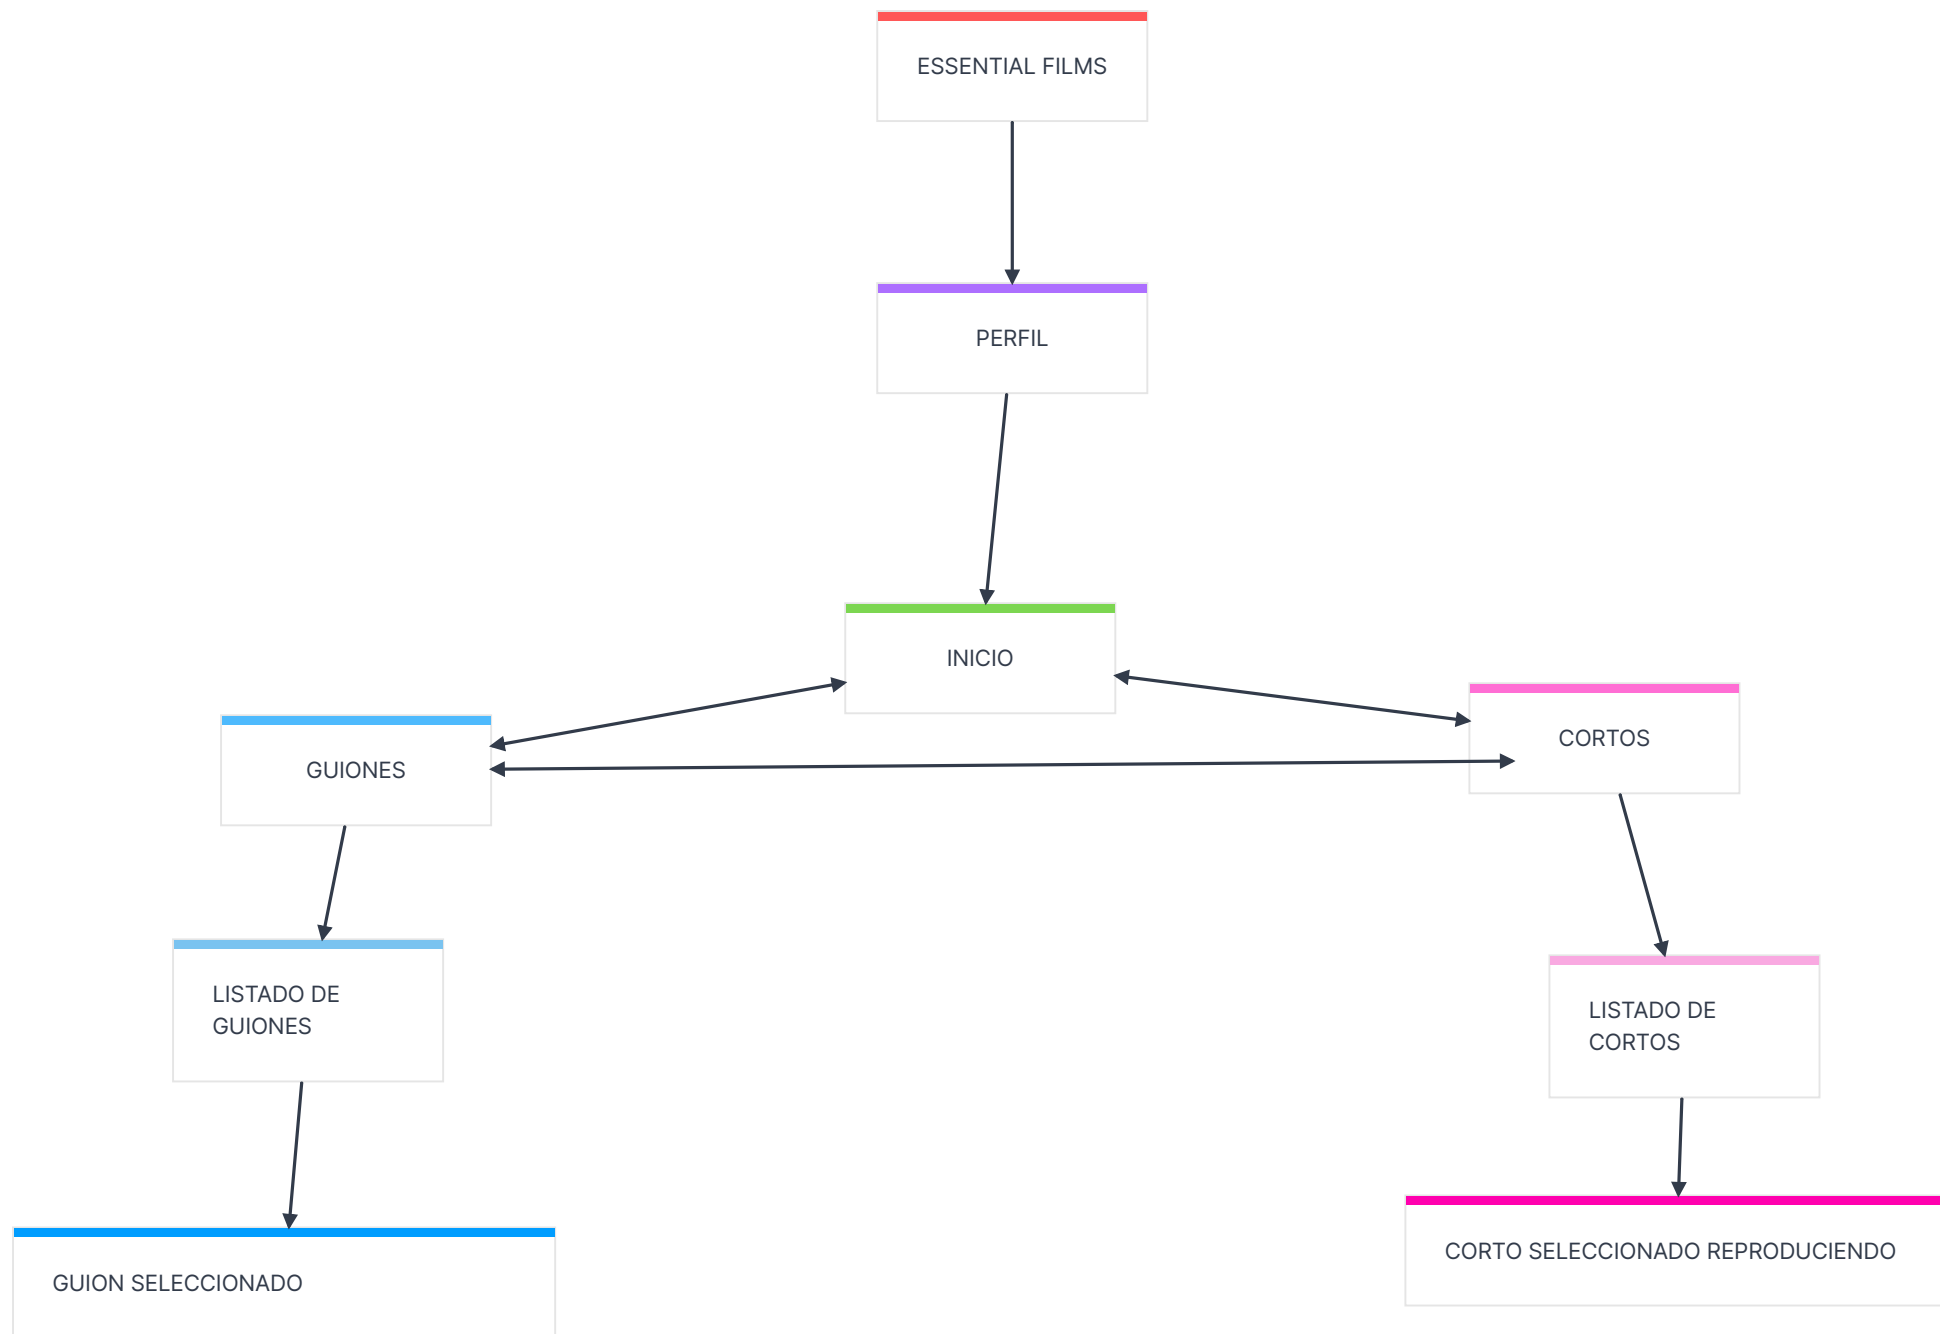 ESSENTIAL FILMS
PERFIL
INICIO
GUIONES
CORTOS
LISTADO DE
GUIONES
LISTADO DE
CORTOS
GUION SELECCIONADO
CORTO SELECCIONADO REPRODUCIENDO